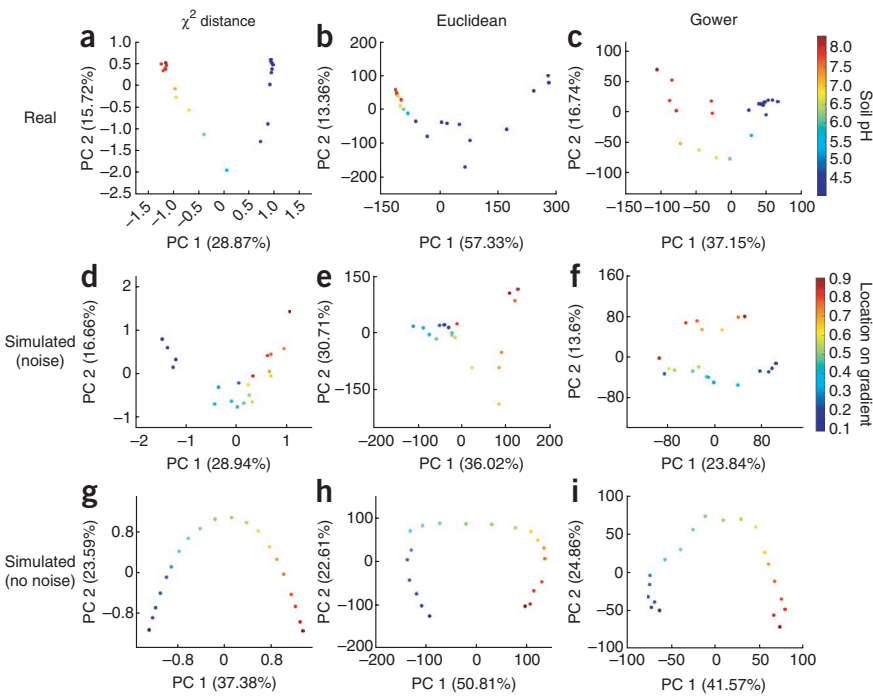 χ² distance
Euclidean
Gower
Real
Simulated
(noise)
Simulated
(no noise)
a
1.0
0.5
0
−0.5
−1.0
−1.5
−2.0
−2.5
PC 2 (15.72%)
−1.5
−1.0
−0.5
0
0.5
1.0
1.5
PC 1 (28.87%)
b
200
100
0
−100
−200
PC 2 (13.36%)
−150
0
150
300
PC 1 (57.33%)
c
100
50
0
−50
−100
PC 2 (16.74%)
−150
−100
−50
0
50
100
PC 1 (37.15%)
8.0
7.5
7.0
6.5
6.0
5.5
5.0
4.5
Soil pH
d
2
1
0
−1
PC 2 (16.66%)
−2
−1
0
1
PC 1 (28.94%)
e
150
0
−150
PC 2 (30.71%)
−200
−100
0
100
200
PC 1 (36.02%)
f
160
80
0
−80
PC 2 (13.6%)
−80
0
80
PC 1 (23.84%)
0.9
0.8
0.7
0.6
0.5
0.4
0.3
0.2
0.1
Location on gradient
g
0.8
0
−0.8
PC 2 (23.59%)
−0.8
0
0.8
PC 1 (37.38%)
h
100
0
−100
−200
PC 2 (22.61%)
−200
−100
0
100
PC 1 (50.81%)
i
100
50
0
−50
−100
PC 2 (24.86%)
−100
−50
0
50
100
PC 1 (41.57%)